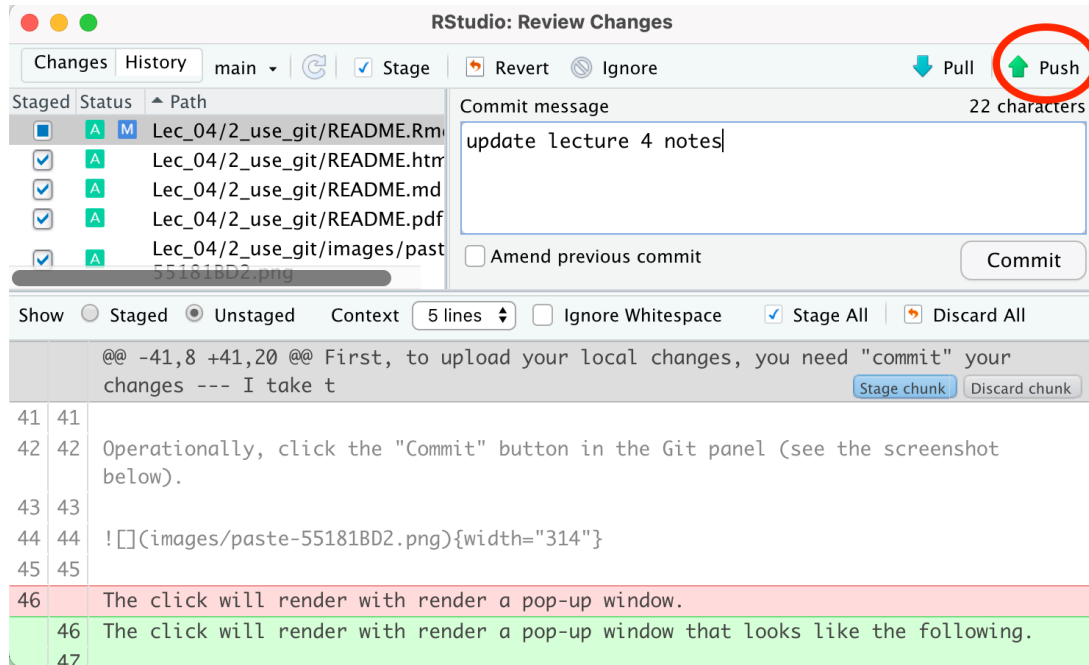 RStudio: Review Changes
Changes History main Stage Revert Ignore Pull Push
Staged Status Path
Commit message 22 characters
A M Lec_04/2_use_git/README.Rm
A Lec_04/2_use_git/README.htm
A Lec_04/2_use_git/README.md
A Lec_04/2_use_git/README.pdf
A Lec_04/2_use_git/images/past
55181BD2.png
update lecture 4 notes
Amend previous commit Commit
Show Staged Unstaged Context 5 lines Ignore Whitespace Stage All Discard All
@@ -41,8 +41,20 @@ First, to upload your local changes, you need "commit" your
changes --- I take t
Stage chunk Discard chunk
41 41
42 42 Operationally, click the "Commit" button in the Git panel (see the screenshot
below).
43 43
44 44 ![](images/paste-55181BD2.png){width="314"}
45 45
46 The click will render with render a pop-up window.
46 The click will render with render a pop-up window that looks like the following.
47